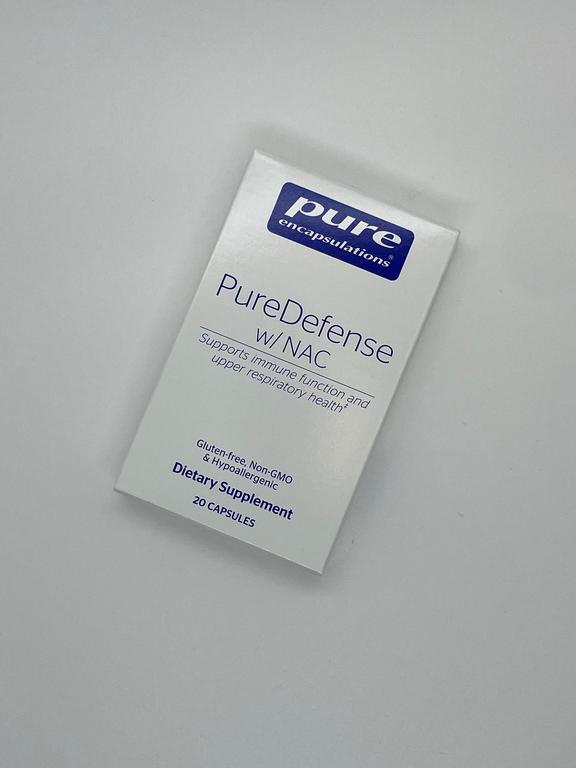 pure
encapsulations®
PureDefense
w/ NAC
Supports immune function and
upper respiratory health‡
Gluten-free, Non-GMO
& Hypoallergenic
Dietary Supplement
20 CAPSULES